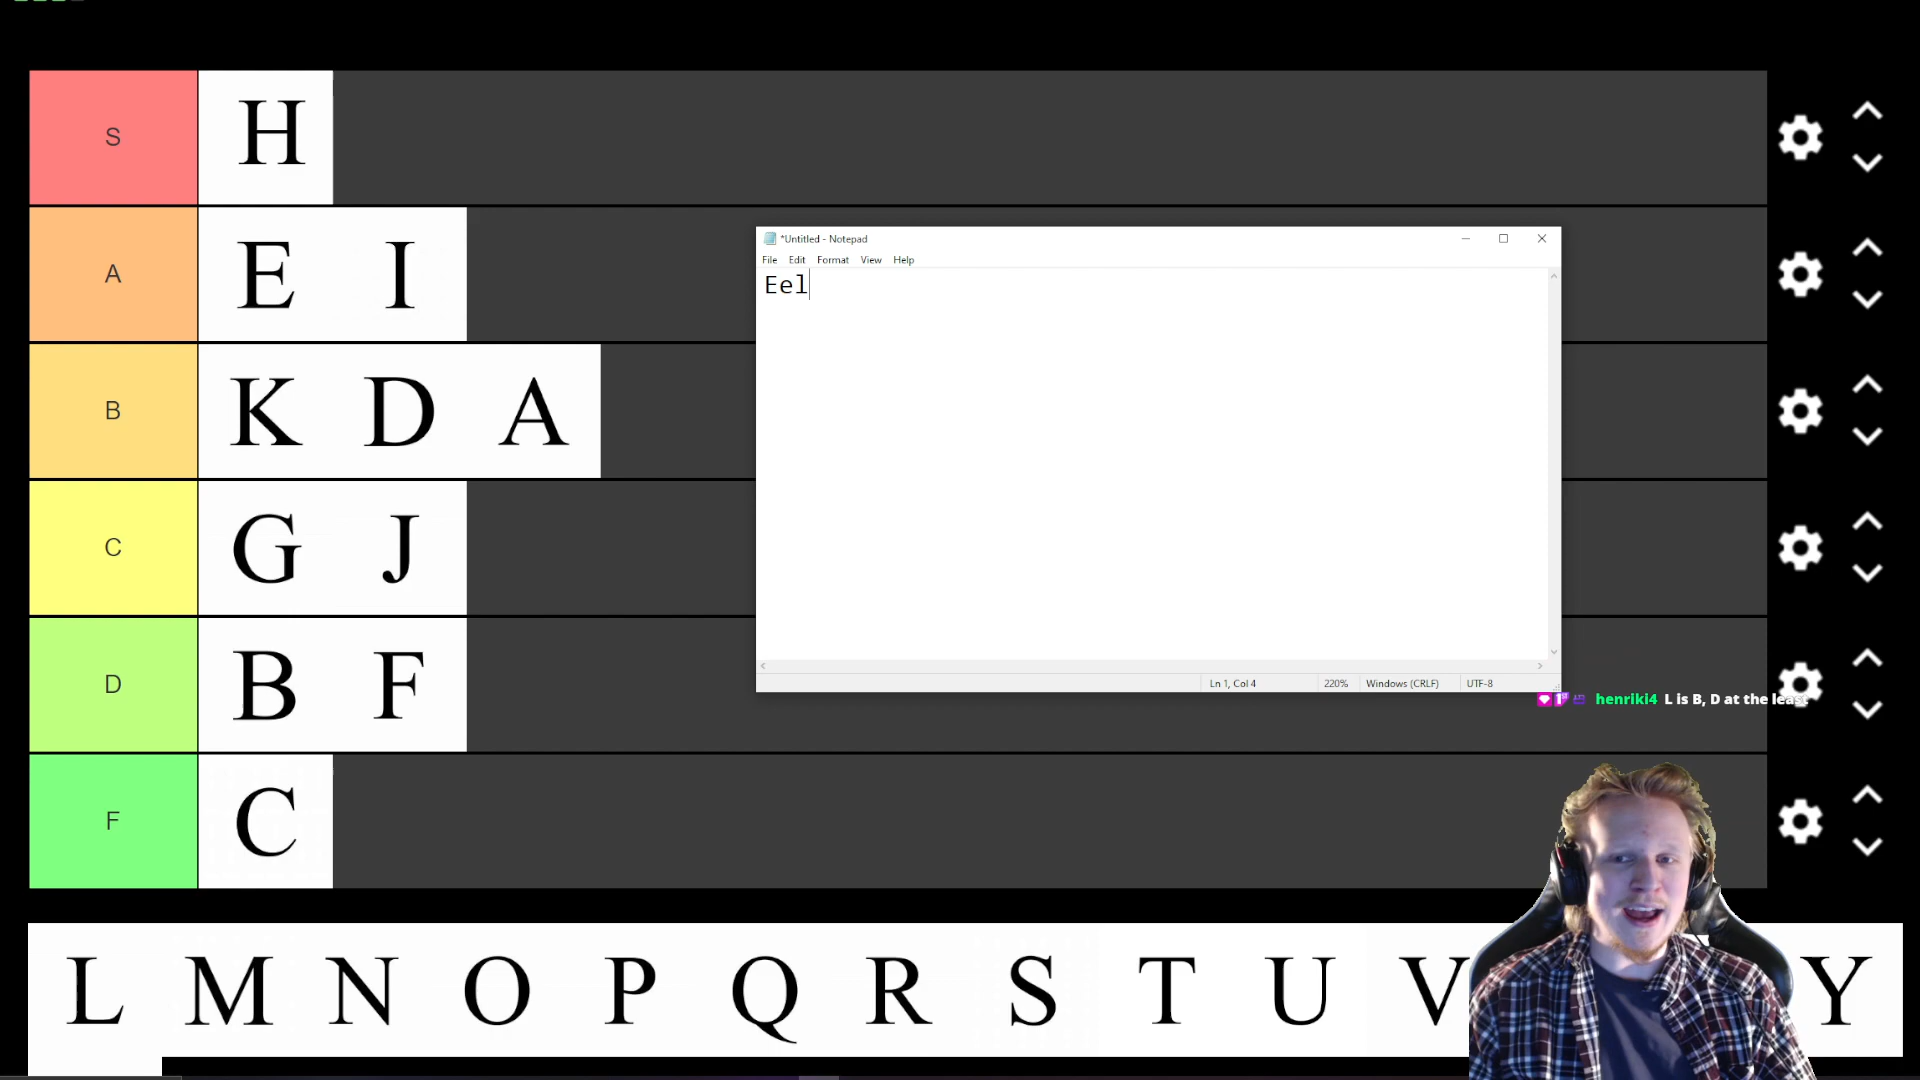 S H
A E I
*Untitled - Notepad
File Edit Format View Help
Eel
B K D A
C G J
D B F
Ln 1, Col 4 220% Windows (CRLF) UTF-8
henriki4 L is B, D at the least
F C
L M N O P Q R S T U V Y